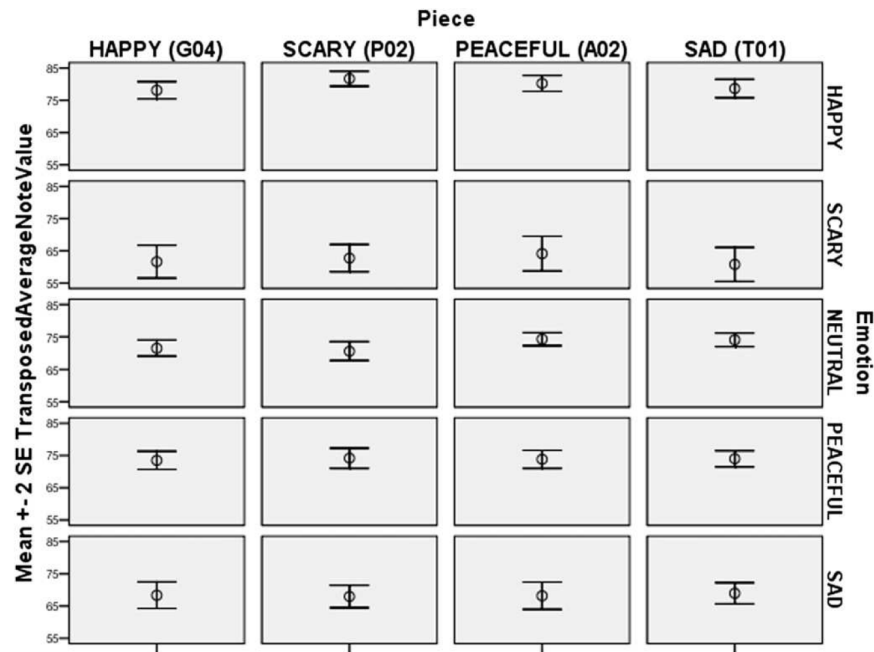 Piece
HAPPY (G04) SCARY (P02) PEACEFUL (A02) SAD (T01)
Mean +- 2 SE TransposedAverageNoteValue
85
75
65
55
HAPPY
85
75
65
55
SCARY
85
75
65
55
NEUTRAL
85
75
65
55
PEACEFUL
85
75
65
55
SAD
Emotion